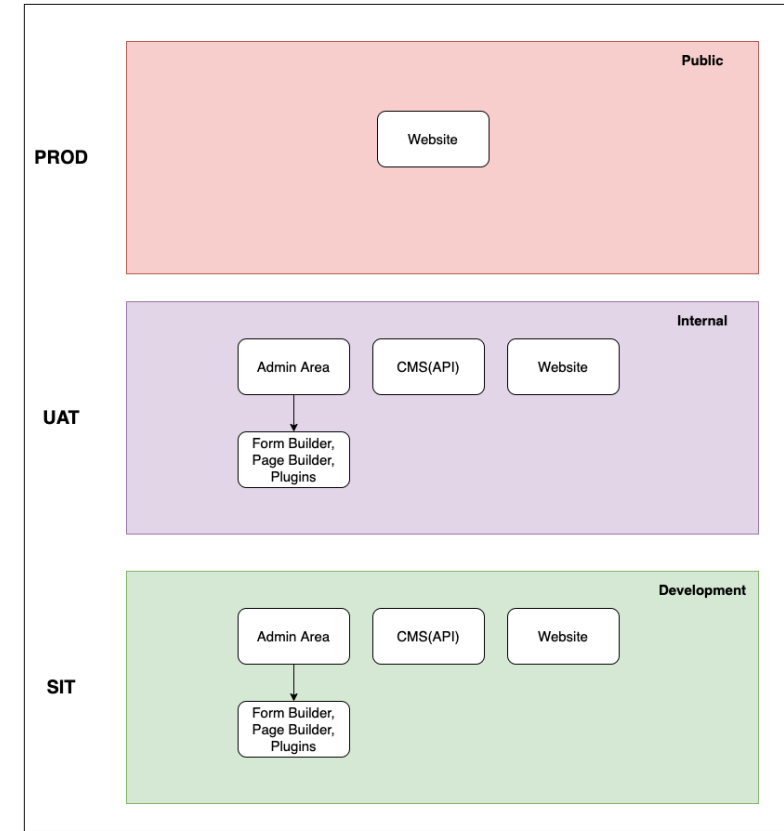 Public
PROD
Website
Internal
UAT
Admin Area
CMS(API)
Website
Form Builder,
Page Builder,
Plugins
Development
SIT
Admin Area
CMS(API)
Website
Form Builder,
Page Builder,
Plugins